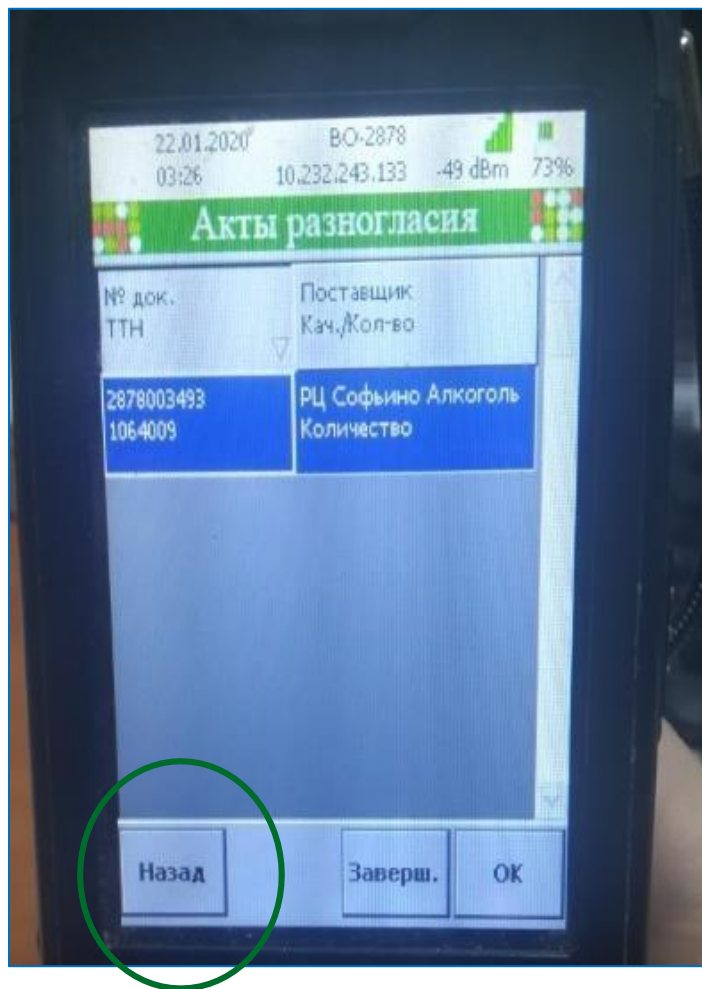 22.01.2020 ВО-2878
03:26 10.232.243.133 -49 dBm 73%
Акты разногласия
№ док. Поставщик
ТТН Кач./Кол-во
2878003493 РЦ Софьино Алкоголь
1064009 Количество
Назад Заверш. ОК